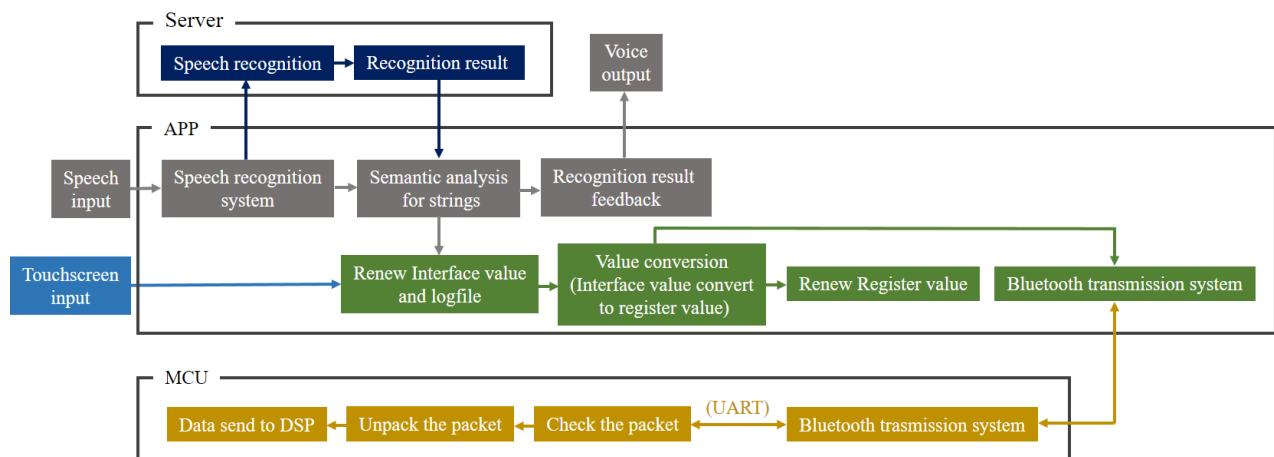 Server
Speech recognition
Recognition result
Voice
output
APP
Speech
input
Speech recognition
system
Semantic analysis
for strings
Recognition result
feedback
Touchscreen
input
Renew Interface value
and logfile
Value conversion
(Interface value convert
to register value)
Renew Register value
Bluetooth transmission system
MCU
Data send to DSP
Unpack the packet
Check the packet
(UART)
Bluetooth trasmission system